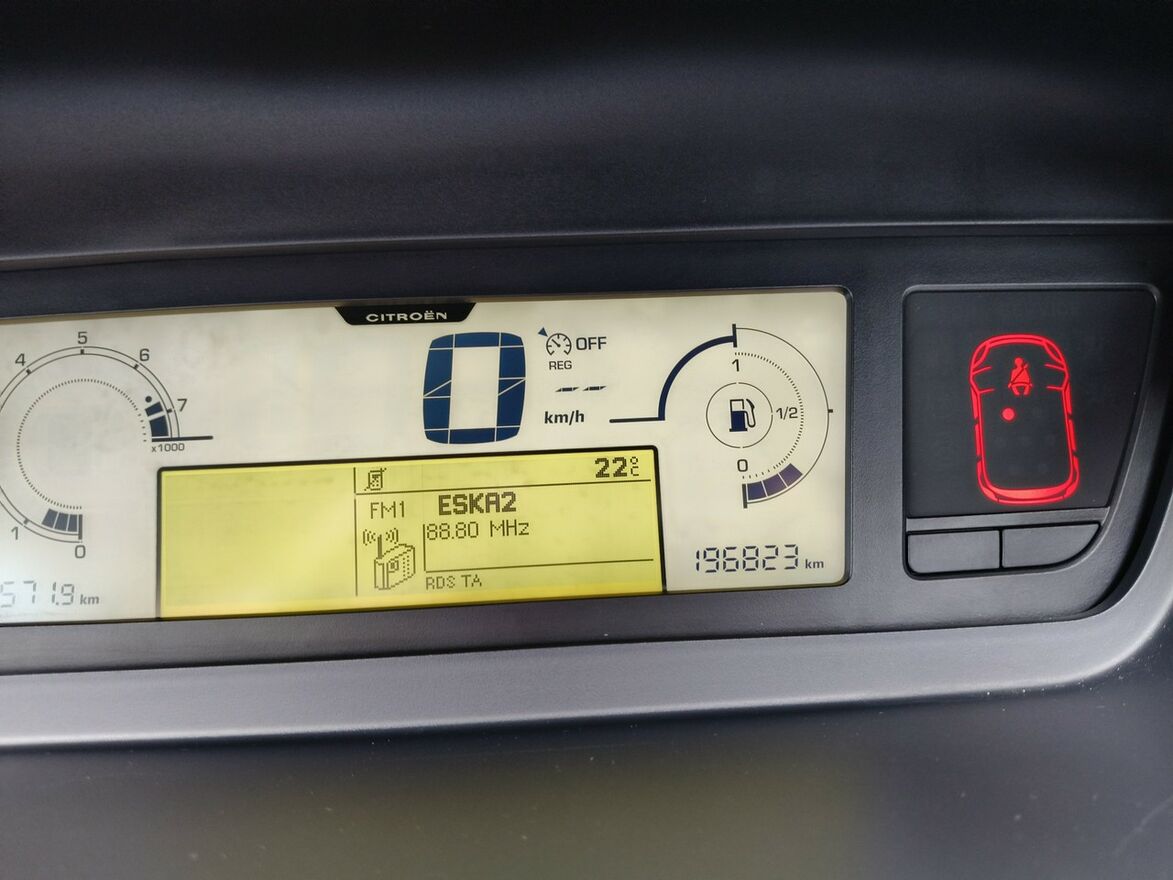 CITROËN
4 5 6 7
x1000
1 0
571.9 km
0
OFF
REG
km/h
1
1/2
0
22°C
FM1 ESKA2
88.80 MHz
RDS TA
196823 km